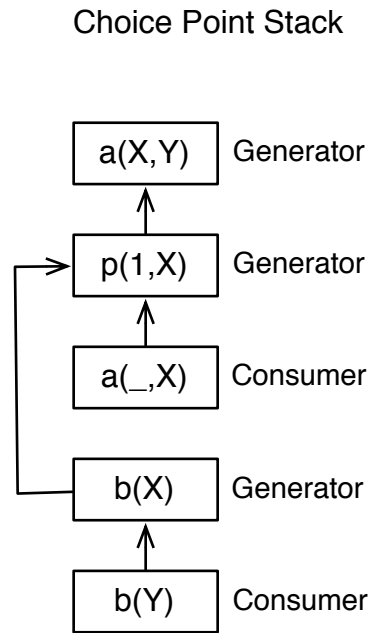 Choice Point Stack
a(X,Y) Generator
p(1,X) Generator
a(_,X) Consumer
b(X) Generator
b(Y) Consumer